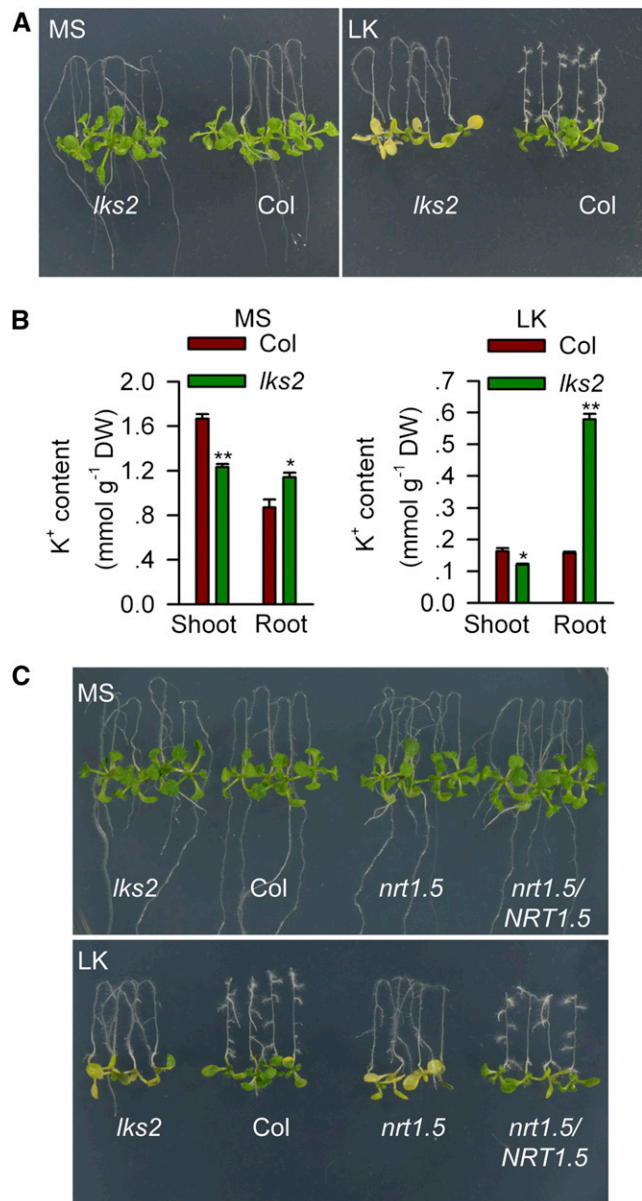 A
MS
LK
lks2
Col
lks2
Col
B
MS
Col
lks2
K+ content
(mmol g-1 DW)
2.0
1.6
1.2
.8
.4
0.0
**
*
Shoot
Root
LK
Col
lks2
K+ content
(mmol g-1 DW)
.7
.6
.5
.4
.3
.2
.1
0.0
*
**
Shoot
Root
C
MS
lks2
Col
nrt1.5
nrt1.5/
NRT1.5
LK
lks2
Col
nrt1.5
nrt1.5/
NRT1.5